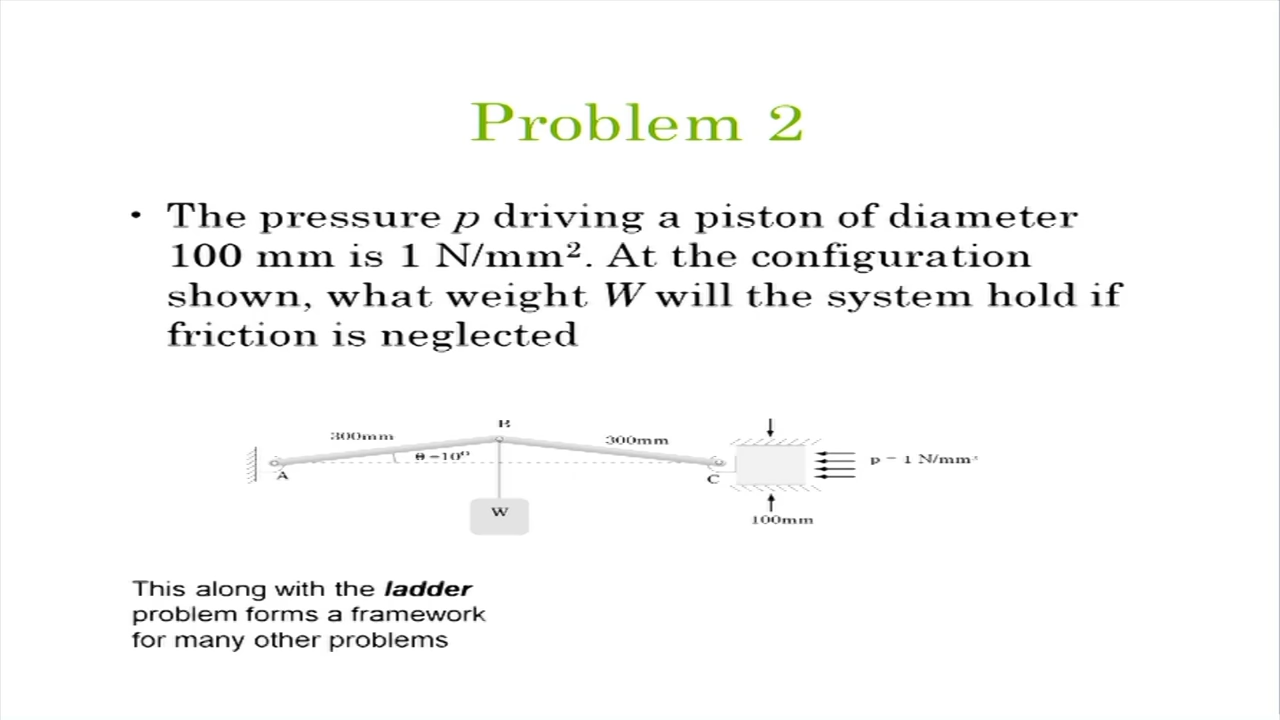 Problem 2
• The pressure p driving a piston of diameter
100 mm is 1 N/mm². At the configuration
shown, what weight W will the system hold if
friction is neglected
B
300mm
300mm
θ =10°
A
C
p = 1 N/mm²
W
100mm
This along with the ladder
problem forms a framework
for many other problems